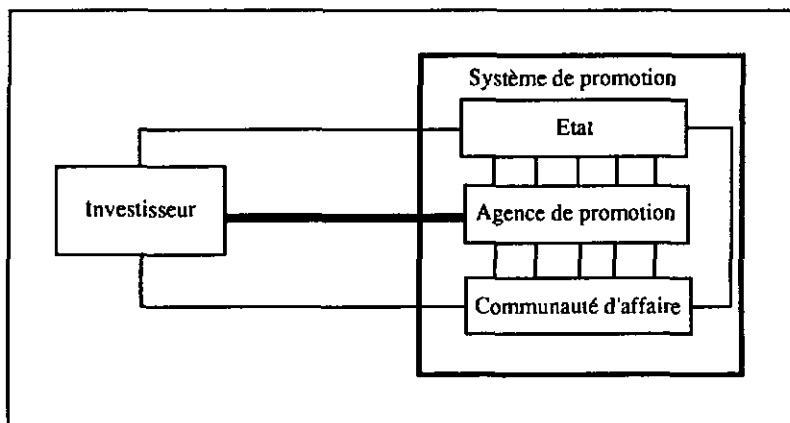 Système de promotion
Etat
Investisseur
Agence de promotion
Communauté d'affaire